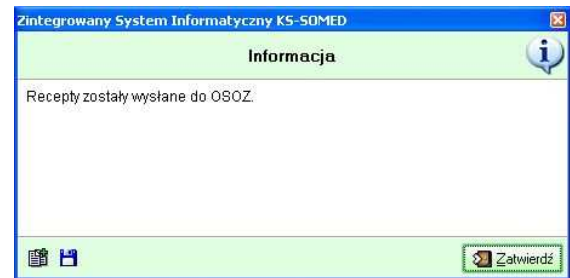 Zintegrowany System Informatyczny KS-SOMED
Informacja
Recepty zostały wysłane do OSOZ.
Zatwierdź